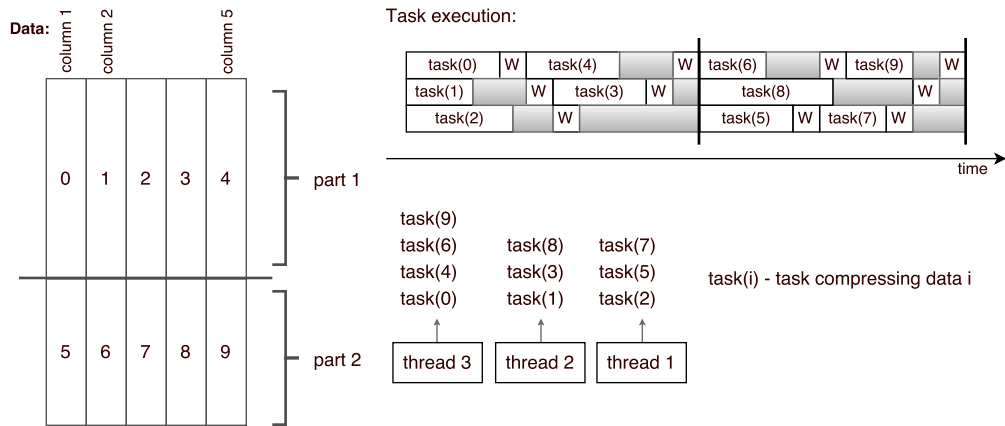 Data:
column 1
column 2
column 5
0 1 2 3 4
part 1
5 6 7 8 9
part 2
Task execution:
task(0) W task(4) W task(6) W task(9) W
task(1) W task(3) W task(8) W
task(2) W task(5) W task(7) W
time
task(9)
task(6) task(8) task(7)
task(4) task(3) task(5)
task(0) task(1) task(2)
thread 3 thread 2 thread 1
task(i) - task compressing data i